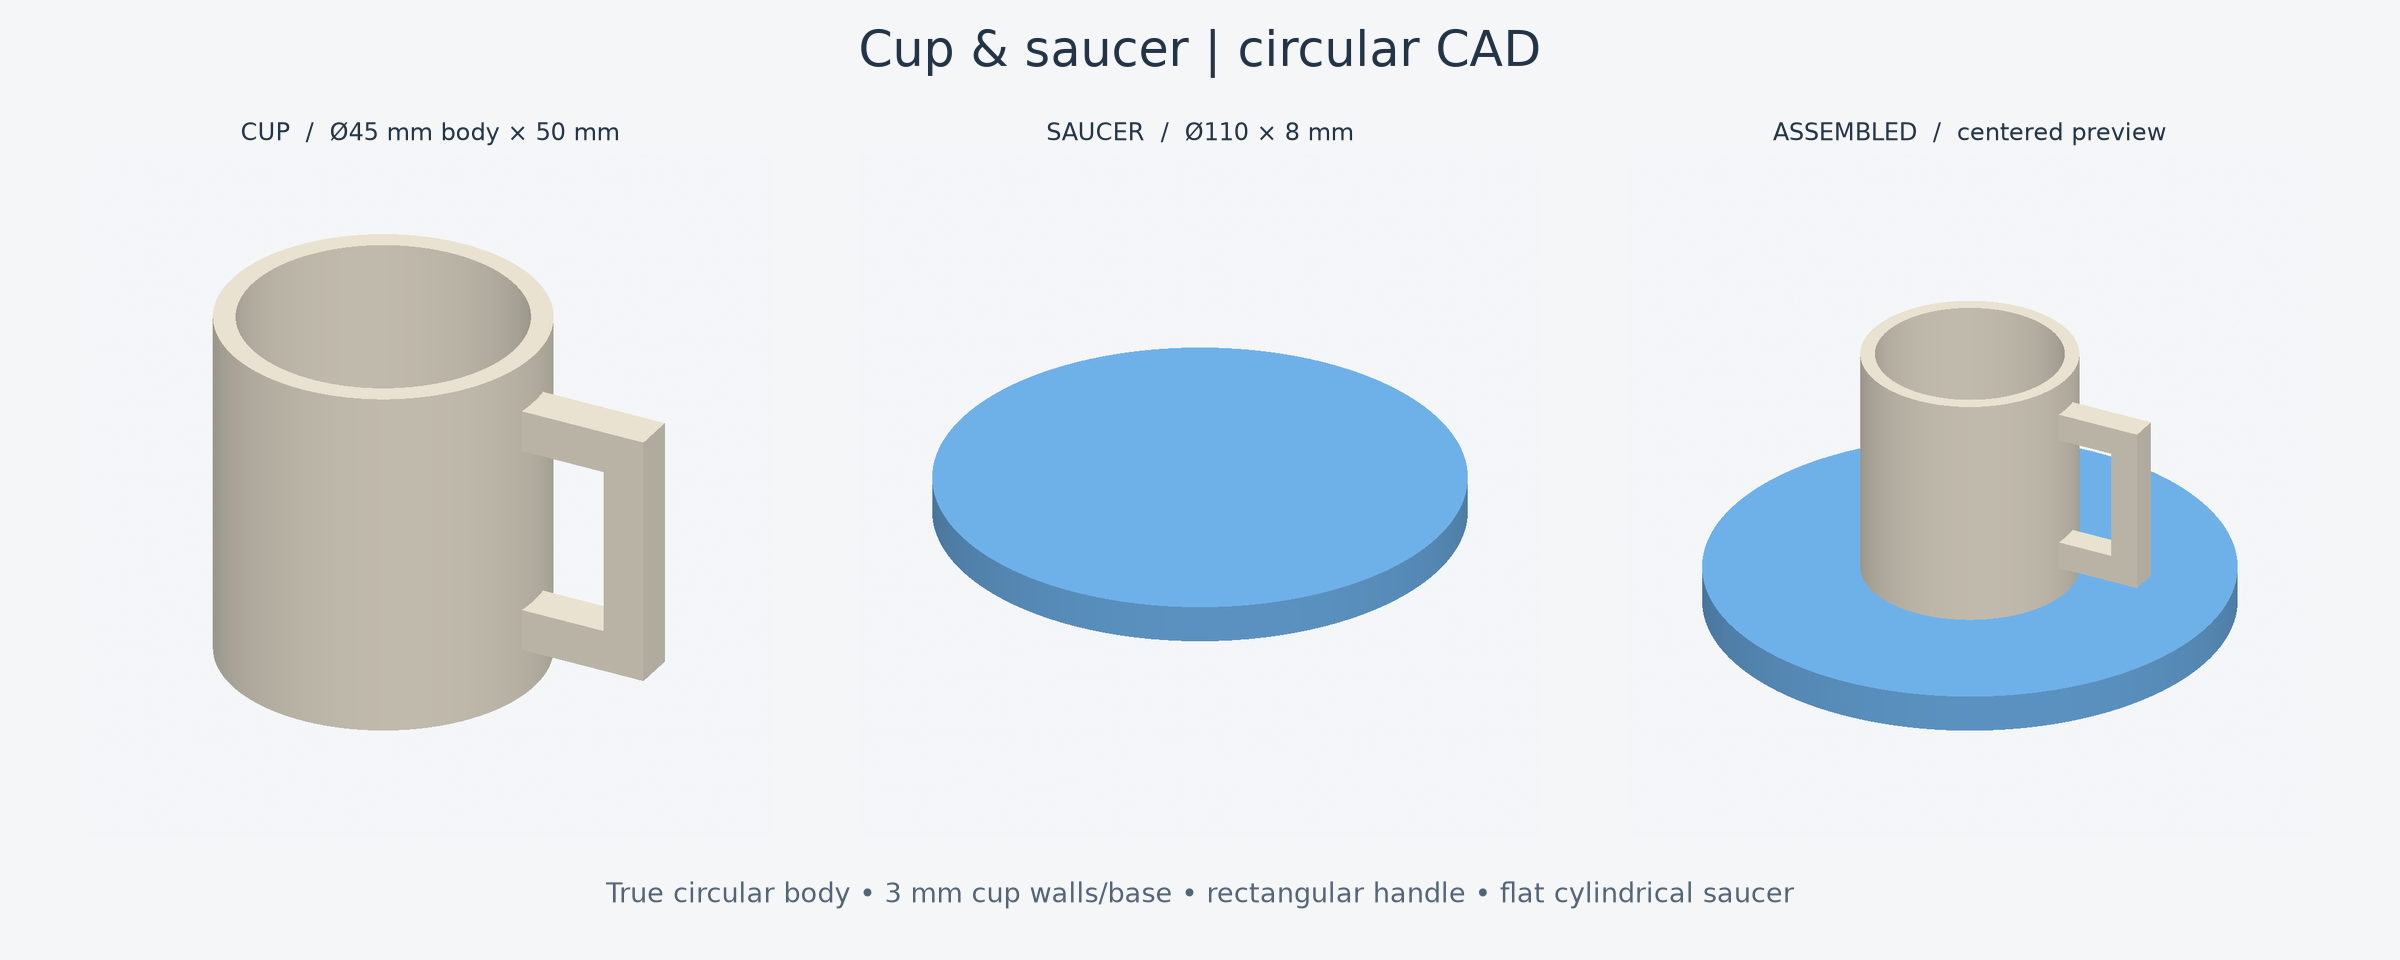 Cup & saucer | circular CAD
CUP / Ø45 mm body × 50 mm
SAUCER / Ø110 × 8 mm
ASSEMBLED / centered preview
True circular body • 3 mm cup walls/base • rectangular handle • flat cylindrical saucer